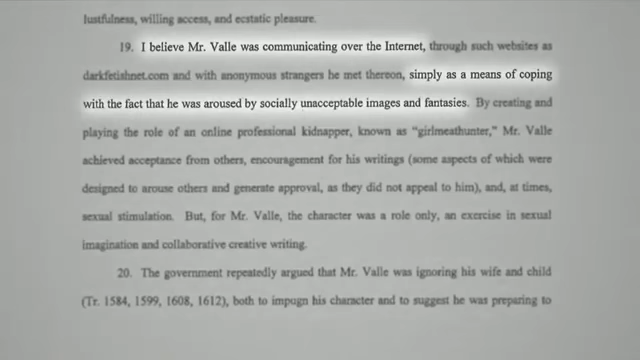 lustfulness, willing access, and ecstatic pleasure.
19. I believe Mr. Valle was communicating over the Internet, through such websites as
darkfetishnet.com and with anonymous strangers he met thereon, simply as a means of coping
with the fact that he was aroused by socially unacceptable images and fantasies. By creating and
playing the role of an online professional kidnapper, known as “girlmeathunter,” Mr. Valle
achieved acceptance from others, encouragement for his writings (some aspects of which were
designed to arouse others and generate approval, as they did not appeal to him), and, at times,
sexual stimulation. But, for Mr. Valle, the character was a role only, an exercise in sexual
imagination and collaborative creative writing.
20. The government repeatedly argued that Mr. Valle was ignoring his wife and child
(Tr. 1584, 1599, 1608, 1612), both to impugn his character and to suggest he was preparing to